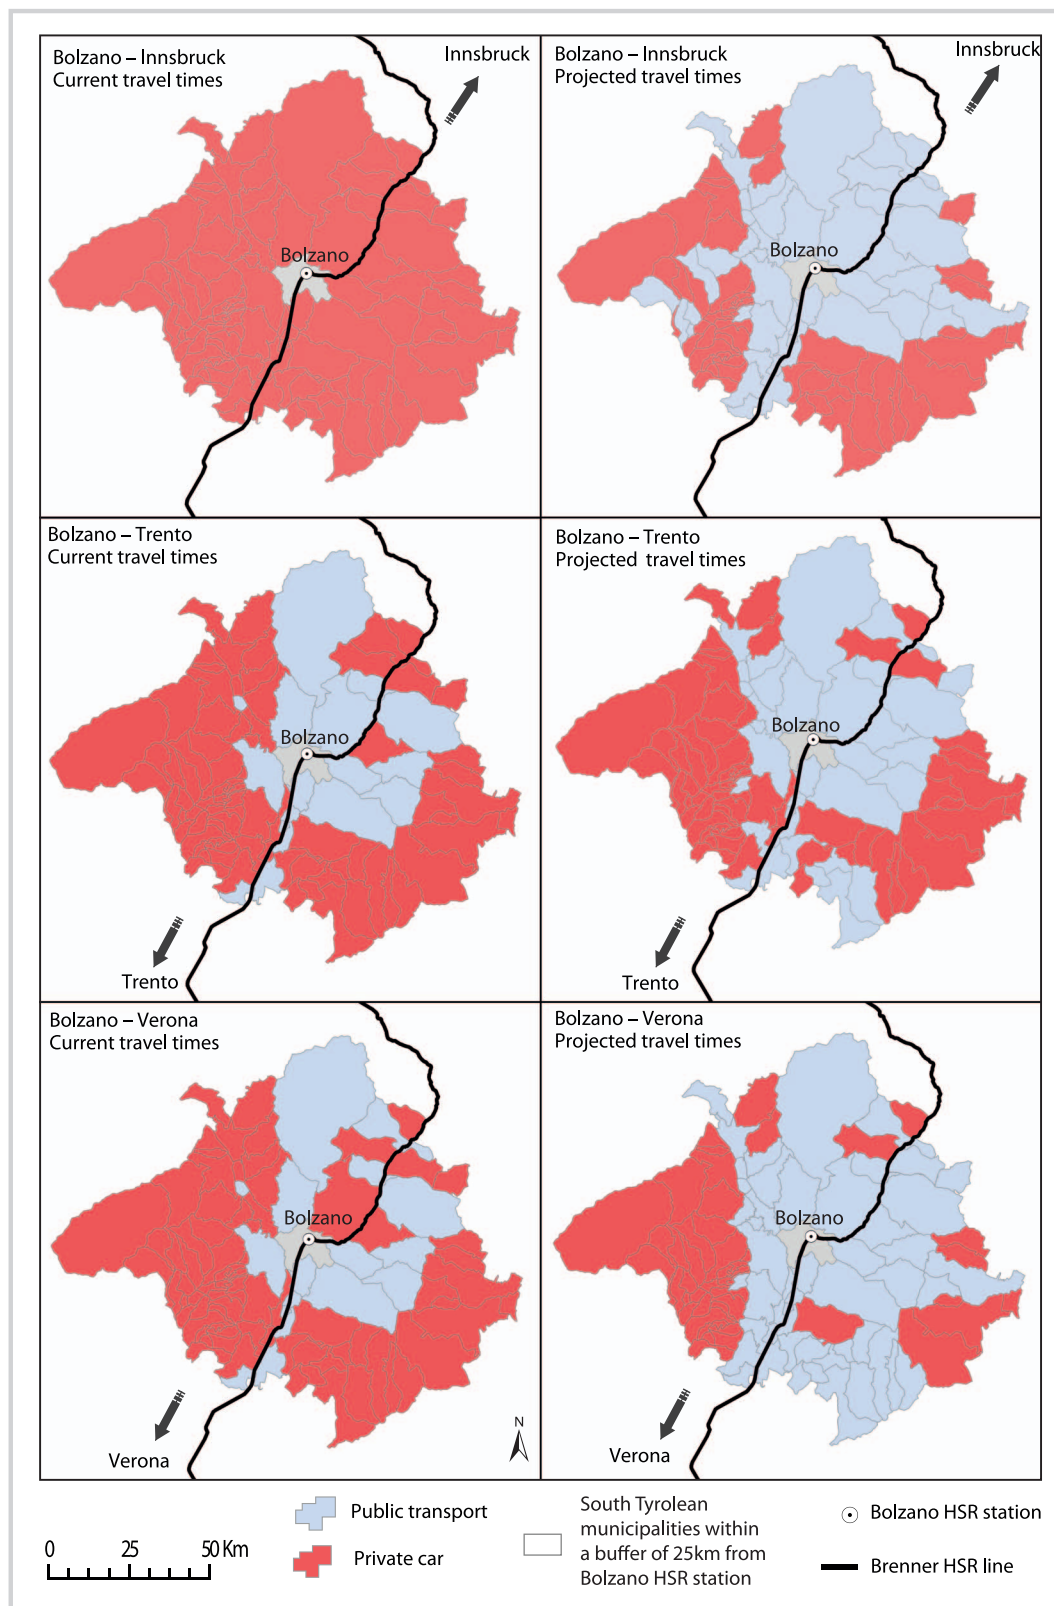 Bolzano – Innsbruck
Current travel times
Innsbruck
Bolzano
Bolzano – Innsbruck
Projected travel times
Innsbruck
Bolzano
Bolzano – Trento
Current travel times
Bolzano
Trento
Bolzano – Trento
Projected travel times
Bolzano
Trento
Bolzano – Verona
Current travel times
Bolzano
Verona
N
Bolzano – Verona
Projected travel times
Bolzano
Verona
0 25 50 Km
Public transport
Private car
South Tyrolean
municipalities within
a buffer of 25km from
Bolzano HSR station
Bolzano HSR station
Brenner HSR line